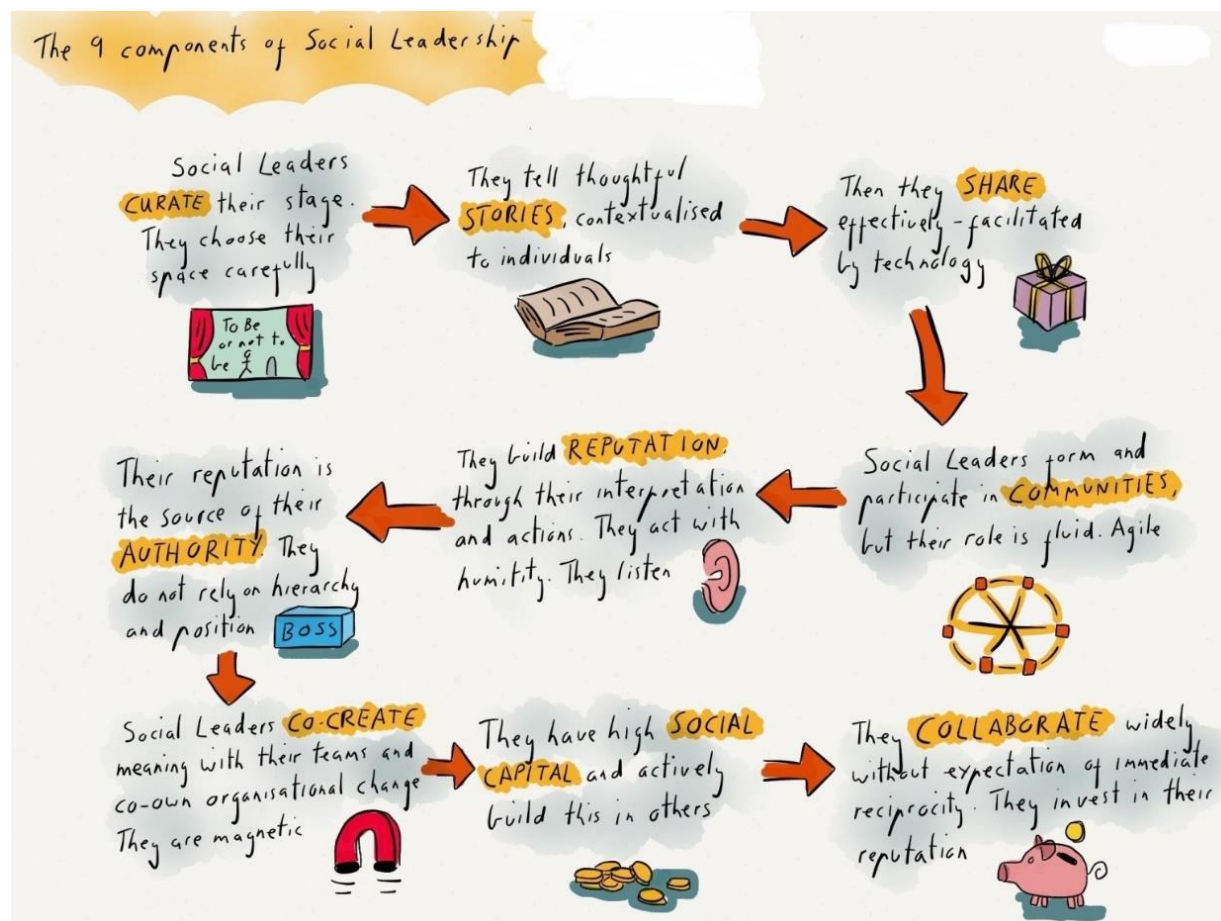 The 9 components of Social Leadership
Social Leaders
CURATE their stage.
They choose their
space carefully
To Be
or not to
be
They tell thoughtful
STORIES, contextualised
to individuals
Then they SHARE
effectively - facilitated
by technology
Social Leaders form and
participate in COMMUNITIES,
but their role is fluid. Agile
They build REPUTATION
through their interpretation
and actions. They act with
humitity. They listen
Their reputation is
the source of their
AUTHORITY. They
do not rely on hierarchy
and position
BOSS
Social Leaders CO-CREATE
meaning with their teams and
co-own organisational change
They are magnetic
They have high SOCIAL
CAPITAL and actively
build this in others
They COLLABORATE widely
without expectation of immediate
reciprocity. They invest in their
reputation